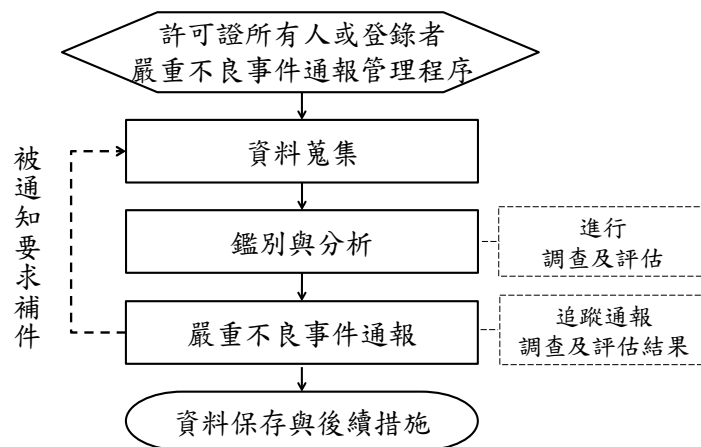 許可證所有人或登錄者
嚴重不良事件通報管理程序
資料蒐集
被通知要求補件
鑑別與分析
進行
調查及評估
嚴重不良事件通報
追蹤通報
調查及評估結果
資料保存與後續措施